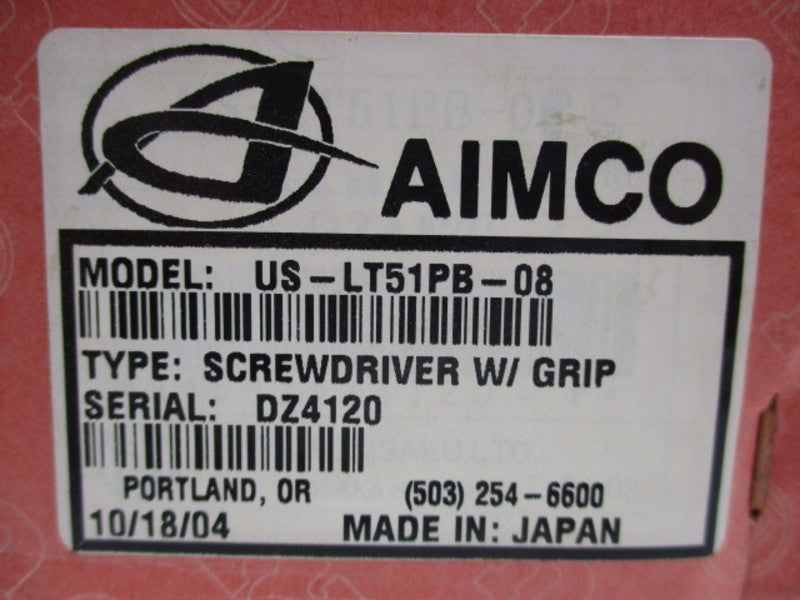 AIMCO
MODEL: US-LT51PB-08
TYPE: SCREWDRIVER W/ GRIP
SERIAL: DZ4120
PORTLAND, OR (503) 254-6600
10/18/04 MADE IN: JAPAN